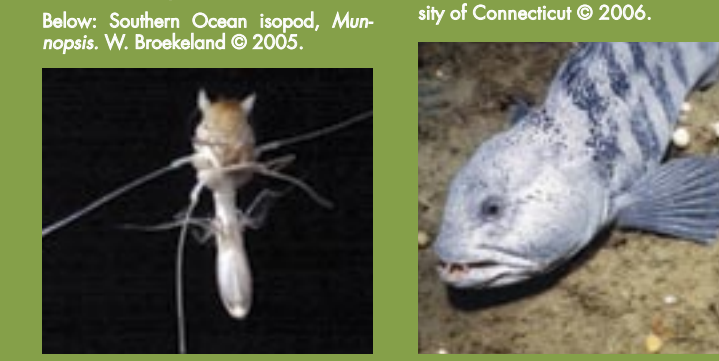 Below: Southern Ocean isopod, Mun-
nopsis. W. Broekeland © 2005.
sity of Connecticut © 2006.